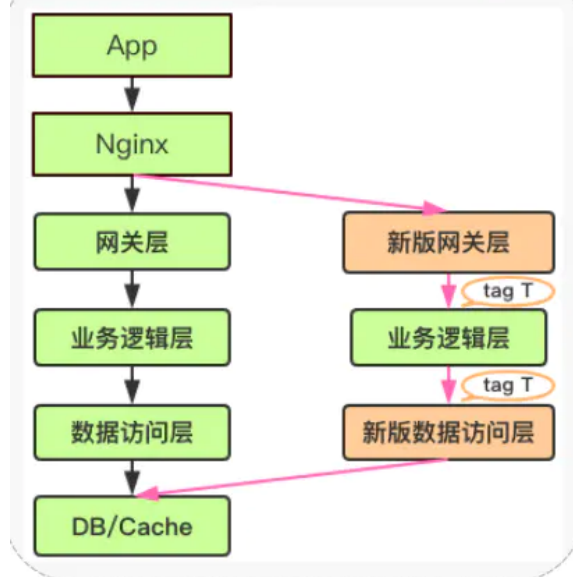 App
Nginx
网关层
新版网关层
tag T
业务逻辑层
业务逻辑层
tag T
数据访问层
新版数据访问层
DB/Cache